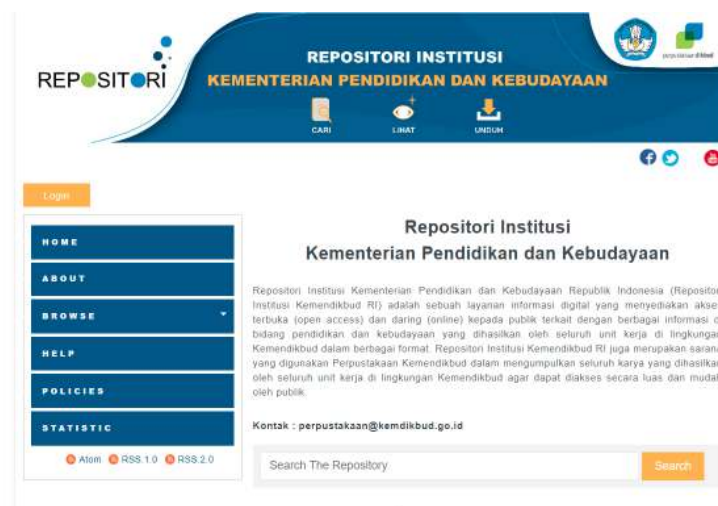 REPOSITORI
REPOSITORI INSTITUSI
KEMENTERIAN PENDIDIKAN DAN KEBUDAYAAN
CARI
LIHAT
UNDUH
Login
HOME
ABOUT
BROWSE
HELP
POLICIES
STATISTIC
Atom RSS 1.0 RSS 2.0
Repositori Institusi
Kementerian Pendidikan dan Kebudayaan
Repositori Institusi Kementerian Pendidikan dan Kebudayaan Republik Indonesia (Repositor
Institusi Kemendikbud RI) adalah sebuah layanan informasi digital yang menyediakan akse
terbuka (open access) dan daring (online) kepada publik terkait dengan berbagai informasi d
bidang pendidikan dan kebudayaan yang dihasilkan oleh seluruh unit kerja di lingkungan
Kemendikbud dalam berbagai format. Repositori Institusi Kemendikbud RI juga merupakan sarana
yang digunakan Perpustakaan Kemendikbud dalam mengumpulkan seluruh karya yang dihasilkan
oleh seluruh unit kerja di lingkungan Kemendikbud agar dapat diakses secara luas dan mudah
oleh publik.
Kontak : perpustakaan@kemdikbud.go.id
Search The Repository
Search